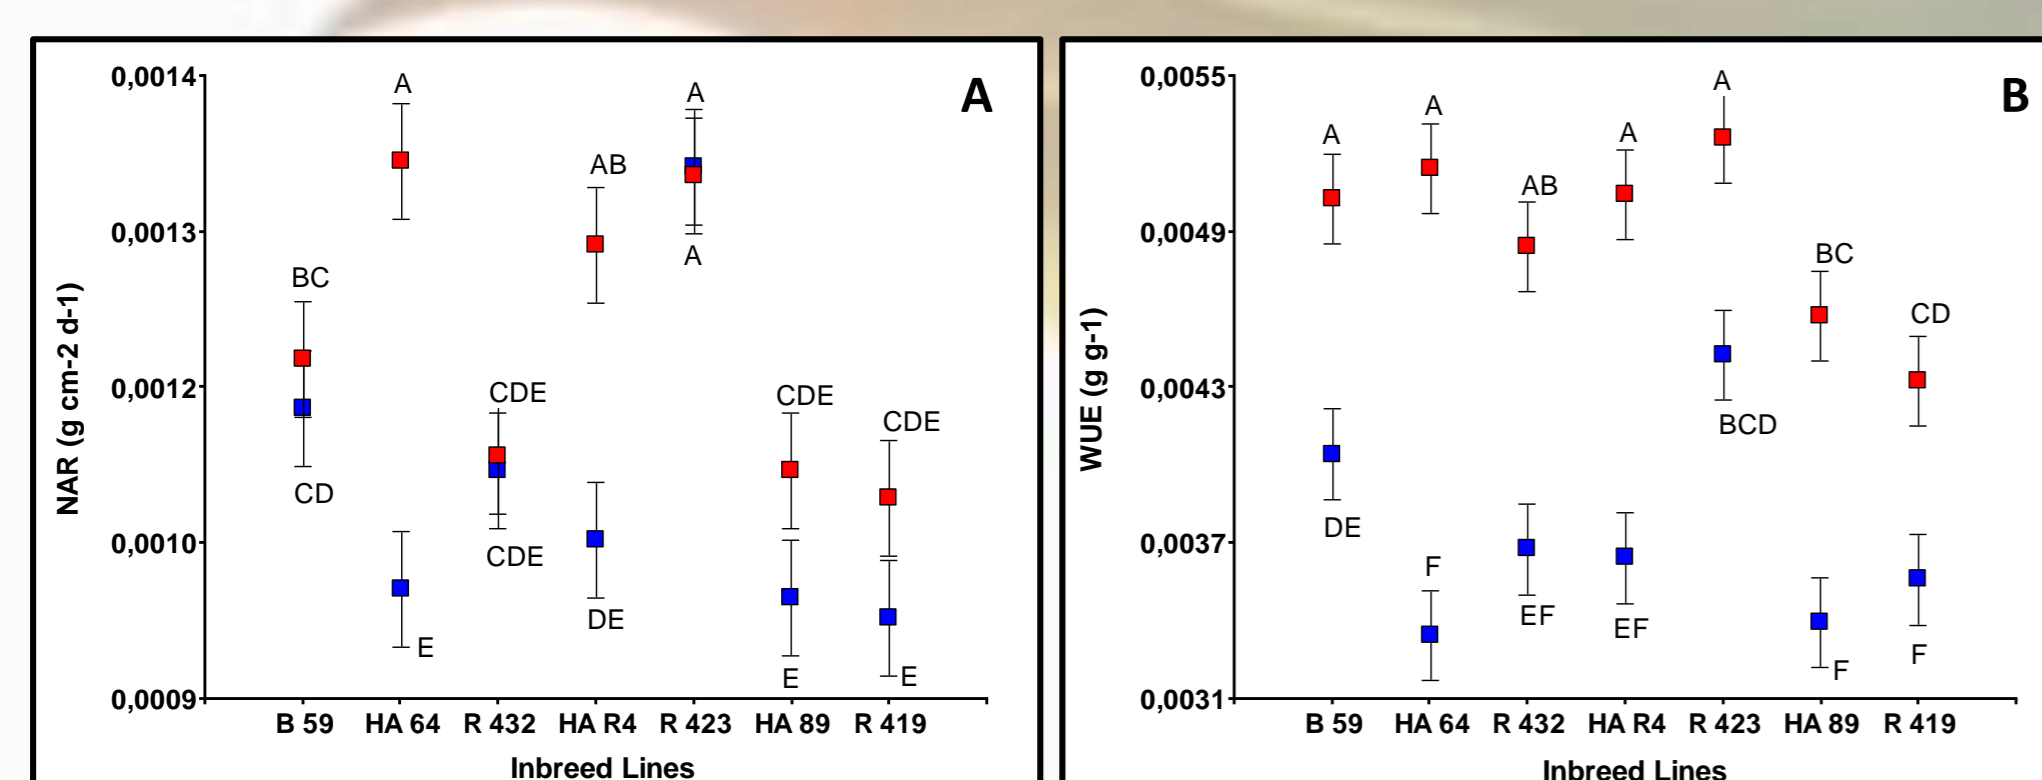 A
0,0014
0,0013
0,0012
0,0010
0,0009
NAR (g cm-2 d-1)
BC
CD
A
E
CDE
CDE
AB
DE
A
A
CDE
E
CDE
E
B 59 HA 64 R 432 HA R4 R 423 HA 89 R 419
Inbreed Lines
B
0,0055
0,0049
0,0043
0,0037
0,0031
WUE (g g-1)
A
DE
A
F
AB
EF
A
EF
A
BCD
BC
F
CD
F
B 59 HA 64 R 432 HA R4 R 423 HA 89 R 419
Inbreed Lines